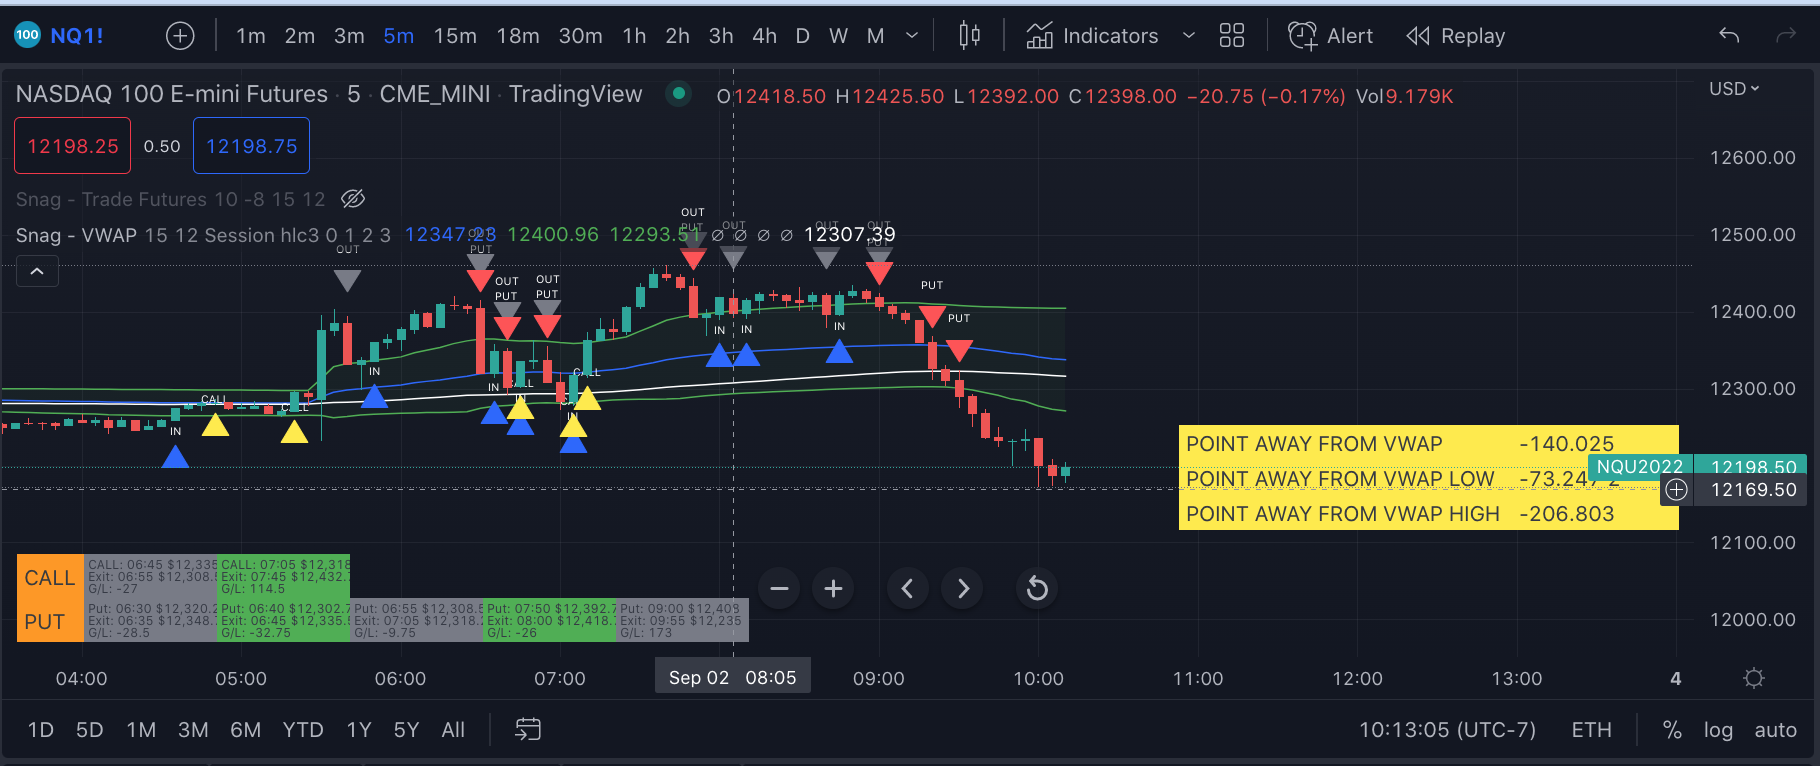 100 NQ1! 1m 2m 3m 5m 15m 18m 30m 1h 2h 3h 4h D W M Indicators Alert Replay
NASDAQ 100 E-mini Futures · 5 · CME_MINI · TradingView O12418.50 H12425.50 L12392.00 C12398.00 −20.75 (−0.17%) Vol9.179K
USD
12198.25 0.50 12198.75
Snag - Trade Futures 10 -8 15 12
Snag - VWAP 15 12 Session hlc3 0 1 2 3 12347.23 12400.96 12293.51 ∅ ∅ ∅ ∅ 12307.39
12600.00
12500.00
12400.00
12300.00
12100.00
12000.00
OUT
OUT
PUT
OUT
PUT
OUT
PUT
OUT
PUT
OUT
OUT
OUT
PUT
PUT
PUT
IN
CALL
CALL
IN
IN
CALL
IN
CALL
IN
IN
IN
IN
POINT AWAY FROM VWAP -140.025
POINT AWAY FROM VWAP LOW
POINT AWAY FROM VWAP HIGH -206.803
NQU2022 12198.50
12169.50
CALL
CALL: 06:45 $12,335
Exit: 06:55 $12,308.
G/L: -27
CALL: 07:05 $12,318
Exit: 07:45 $12,432.
G/L: 114.5
PUT
Put: 06:30 $12,320.2
Exit: 06:35 $12,348.
G/L: -28.5
Put: 06:40 $12,302.7
Exit: 06:45 $12,335.
G/L: -32.75
Put: 06:55 $12,308.
Exit: 07:05 $12,318.
G/L: -9.75
Put: 07:50 $12,392.7
Exit: 08:00 $12,418.
G/L: -26
Put: 09:00 $12,40
Exit: 09:55 $12,235
G/L: 173
04:00 05:00 06:00 07:00 Sep 02 08:05 09:00 10:00 11:00 12:00 13:00 4
1D 5D 1M 3M 6M YTD 1Y 5Y All 10:13:05 (UTC-7) ETH % log auto